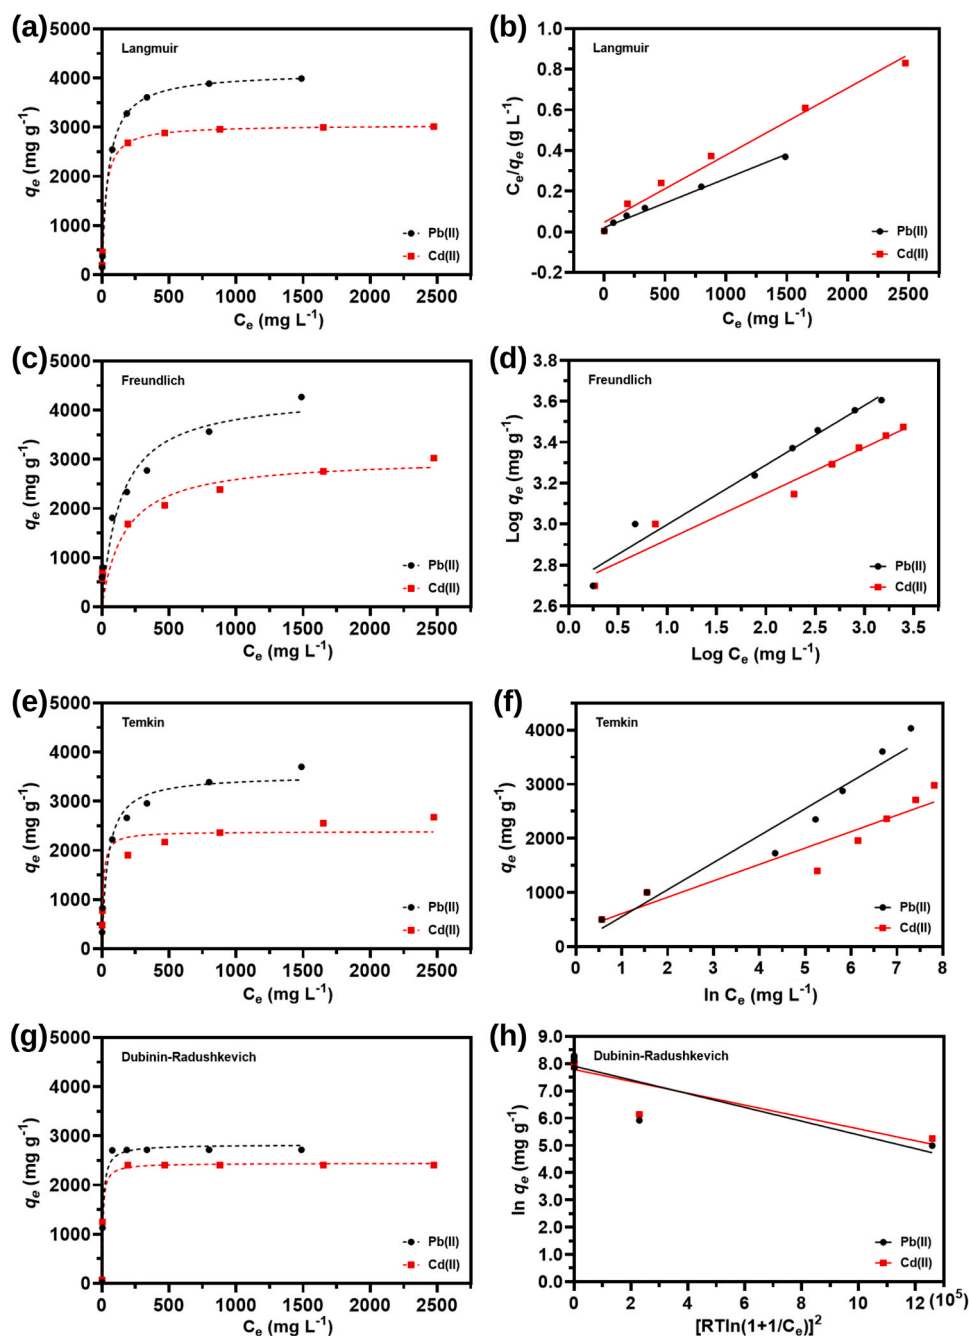 (a)
5000
4000
3000
2000
1000
0
qe (mg g-1)
Langmuir
Pb(II)
Cd(II)
0 500 1000 1500 2000 2500
Ce (mg L-1)
(b)
1.0
0.8
0.6
0.4
0.2
0.0
-0.2
Ce/qe (g L-1)
Langmuir
Pb(II)
Cd(II)
0 500 1000 1500 2000 2500
Ce (mg L-1)
(c)
5000
4000
3000
2000
1000
0
qe (mg g-1)
Freundlich
Pb(II)
Cd(II)
0 500 1000 1500 2000 2500
Ce (mg L-1)
(d)
3.8
3.6
3.4
3.2
3.0
2.8
2.6
Log qe (mg g-1)
Freundlich
Pb(II)
Cd(II)
0.0 0.5 1.0 1.5 2.0 2.5 3.0 3.5
Log Ce (mg L-1)
(e)
5000
4000
3000
2000
1000
0
qe (mg g-1)
Temkin
Pb(II)
Cd(II)
0 500 1000 1500 2000 2500
Ce (mg L-1)
(f)
4000
3000
2000
1000
0
qe (mg g-1)
Temkin
Pb(II)
Cd(II)
0 1 2 3 4 5 6 7 8
ln Ce (mg L-1)
(g)
5000
4000
3000
2000
1000
0
qe (mg g-1)
Dubinin-Radushkevich
Pb(II)
Cd(II)
0 500 1000 1500 2000 2500
Ce (mg L-1)
(h)
9.0
8.0
7.0
6.0
5.0
4.0
3.0
2.0
1.0
0.0
ln qe (mg g-1)
Dubinin-Radushkevich
Pb(II)
Cd(II)
0 2 4 6 8 10 12 (10^5)
[RTln(1+1/Ce)]2